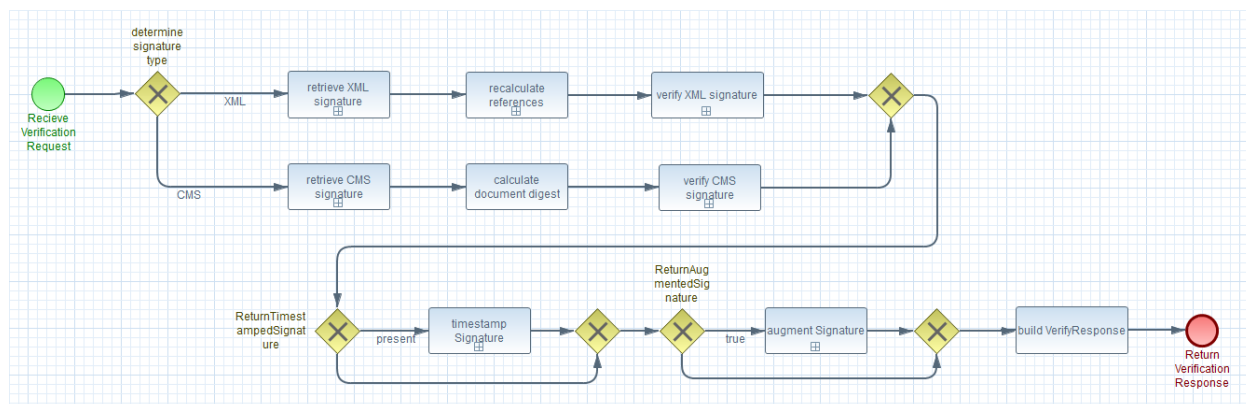 determine
signature
type
Recieve
Verification
Request
XML
retrieve XML
signature
recalculate
references
verify XML signature
CMS
retrieve CMS
signature
calculate
document digest
verify CMS
signature
ReturnTimest
ampedSignat
ure
present
timestamp
Signature
ReturnAug
mentedSig
nature
true
augment Signature
build VerifyResponse
Return
Verification
Response